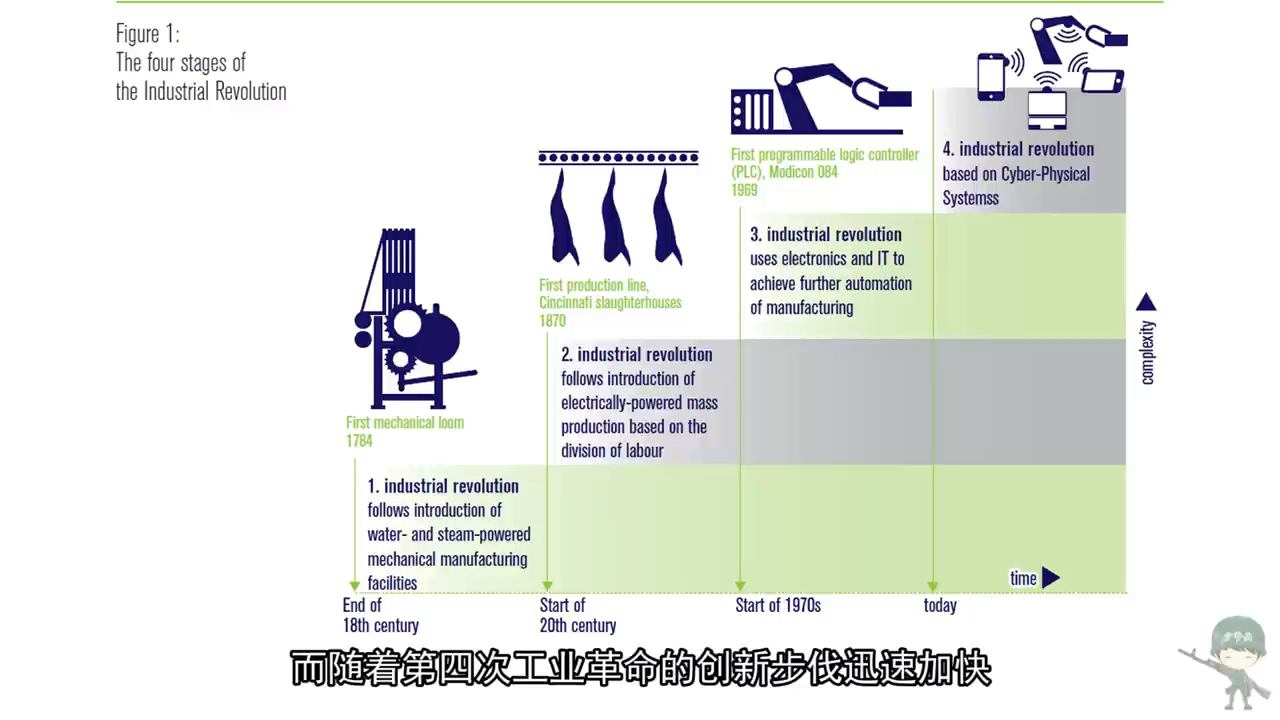 Figure 1:
The four stages of
the Industrial Revolution
First mechanical loom
1784
1. industrial revolution
follows introduction of
water- and steam-powered
mechanical manufacturing
facilities
End of
18th century
First production line,
Cincinnati slaughterhouses
1870
2. industrial revolution
follows introduction of
electrically-powered mass
production based on the
division of labour
Start of
20th century
First programmable logic controller
(PLC), Modicon 084
1969
3. industrial revolution
uses electronics and IT to
achieve further automation
of manufacturing
Start of 1970s
4. industrial revolution
based on Cyber-Physical
Systemss
today
time
complexity
而随着第四次工业革命的创新步伐迅速加快